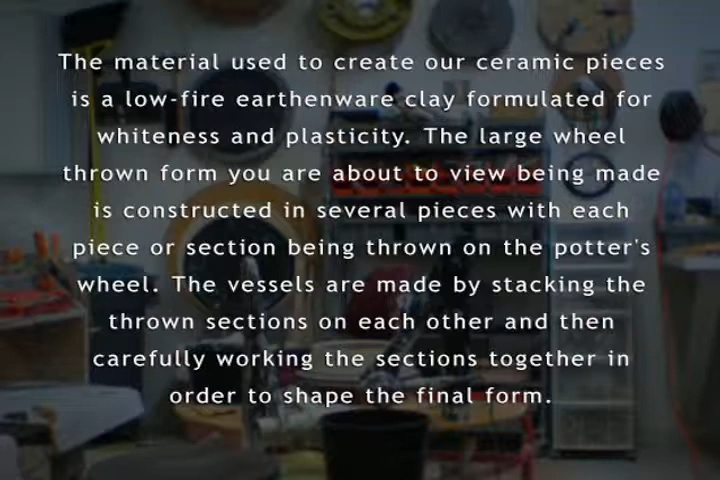 The material used to create our ceramic pieces
is a low-fire earthenware clay formulated for
whiteness and plasticity. The large wheel
thrown form you are about to view being made
is constructed in several pieces with each
piece or section being thrown on the potter's
wheel. The vessels are made by stacking the
thrown sections on each other and then
carefully working the sections together in
order to shape the final form.